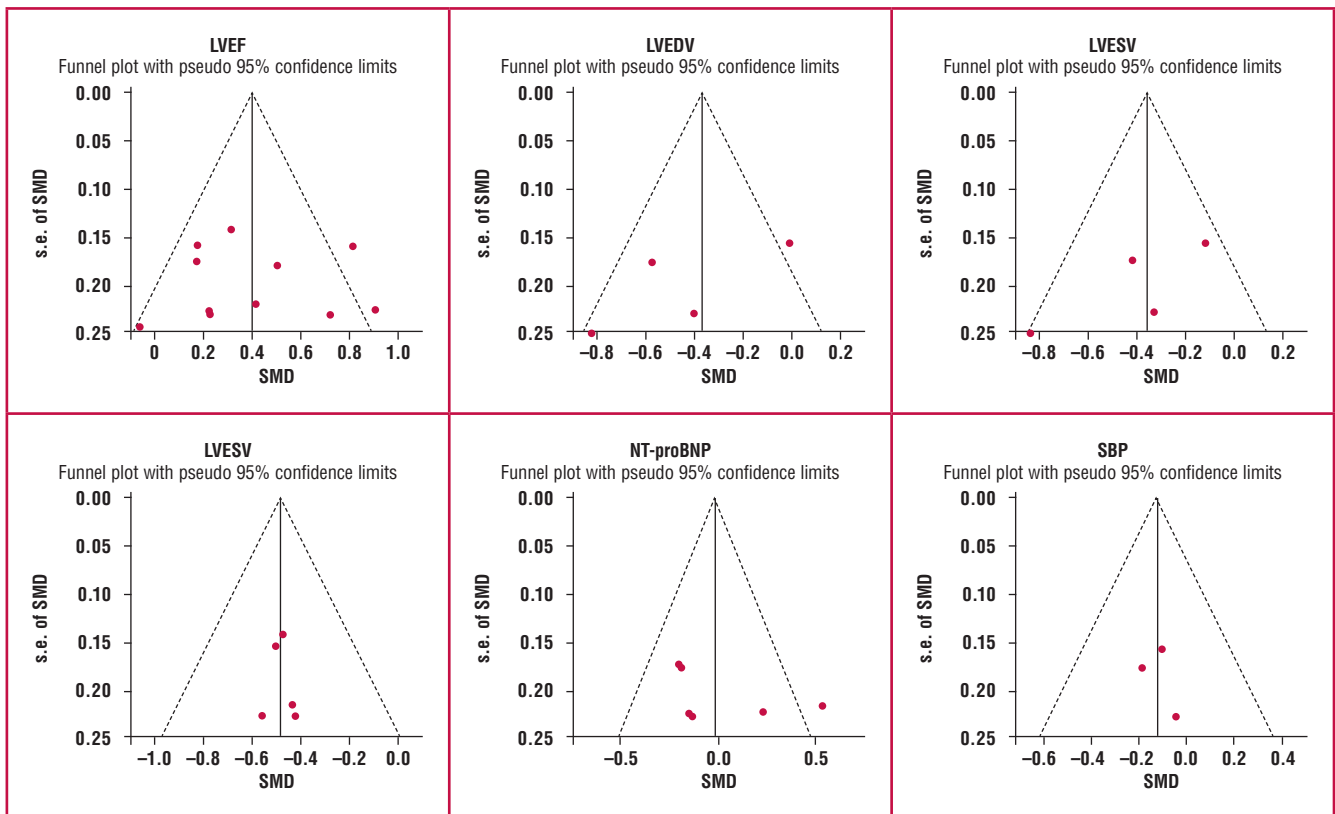 LVEF
Funnel plot with pseudo 95% confidence limits
s.e. of SMD
0.00
0.05
0.10
0.15
0.20
0.25
0 0.2 0.4 0.6 0.8 1.0
SMD
LVEDV
Funnel plot with pseudo 95% confidence limits
s.e. of SMD
0.00
0.05
0.10
0.15
0.20
0.25
−0.8 −0.6 −0.4 −0.2 0.0 0.2
SMD
LVESV
Funnel plot with pseudo 95% confidence limits
s.e. of SMD
0.00
0.05
0.10
0.15
0.20
0.25
−0.8 −0.6 −0.4 −0.2 0.0 0.2
SMD
LVESV
Funnel plot with pseudo 95% confidence limits
s.e. of SMD
0.00
0.05
0.10
0.15
0.20
0.25
−1.0 −0.8 −0.6 −0.4 −0.2 0.0
SMD
NT-proBNP
Funnel plot with pseudo 95% confidence limits
s.e. of SMD
0.00
0.05
0.10
0.15
0.20
0.25
−0.5 0.0 0.5
SMD
SBP
Funnel plot with pseudo 95% confidence limits
s.e. of SMD
0.00
0.05
0.10
0.15
0.20
0.25
−0.6 −0.4 −0.2 0.0 0.2 0.4
SMD